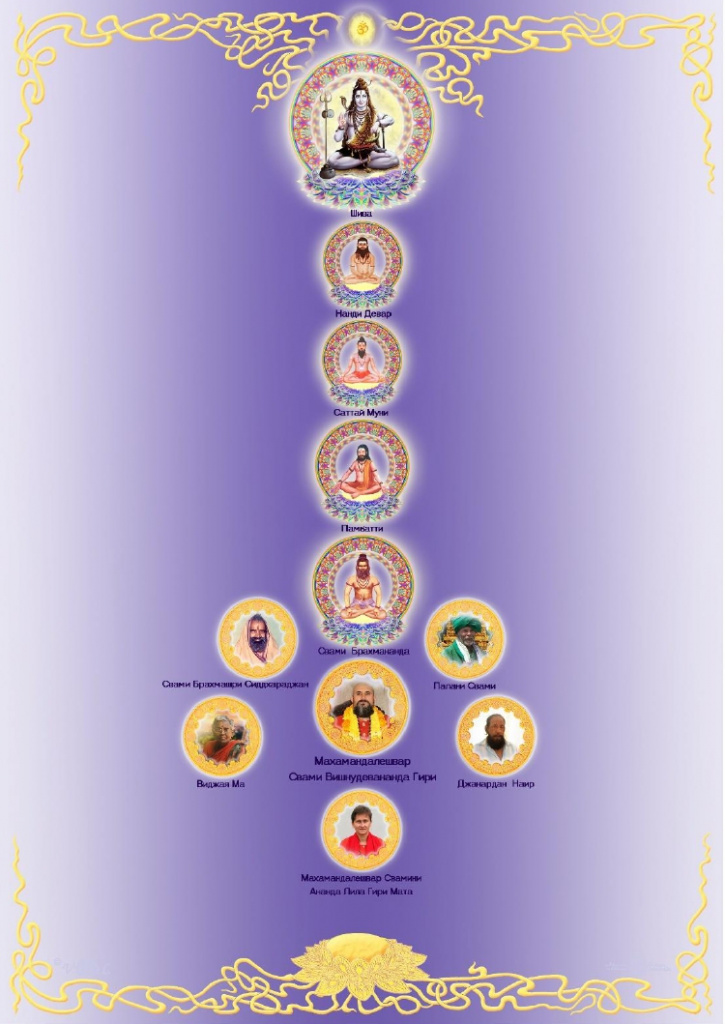 ॐ
Шива
Нанди Девар
Саттай Муни
Памбатти
Свами Брахмананда
Свами Брахмашри Сиддхараджан
Палани Свами
Махамандалешвар
Свами Вишнудевананда Гири
Виджая Ма
Джанардан Наир
Махамандалешвар Свамини
Ананда Лила Гири Мата